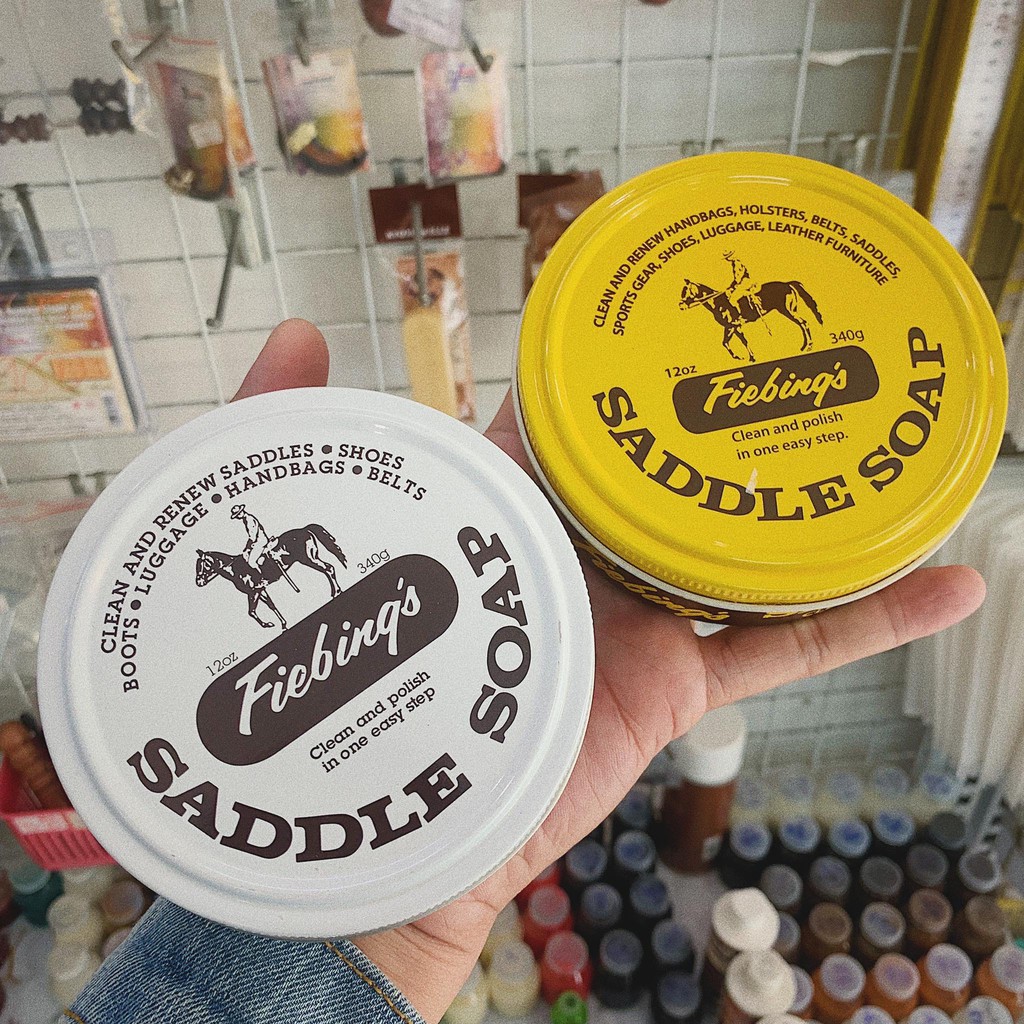 CLEAN AND RENEW SADDLES • SHOES
BOOTS • LUGGAGE • HANDBAGS • BELTS
12oz
340g
Fiebing's
Clean and polish
in one easy step
SADDLE SOAP
CLEAN AND RENEW HANDBAGS, HOLSTERS, BELTS, SADDLES,
SPORTS GEAR, SHOES, LUGGAGE, LEATHER FURNITURE
12oz
340g
Fiebing's
Clean and polish
in one easy step.
SADDLE SOAP
Fiebing's